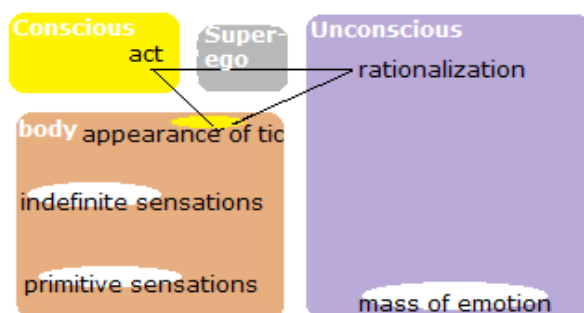 Conscious
act
Super-
ego
Unconscious
rationalization
body
appearance of tic
indefinite sensations
primitive sensations
mass of emotion